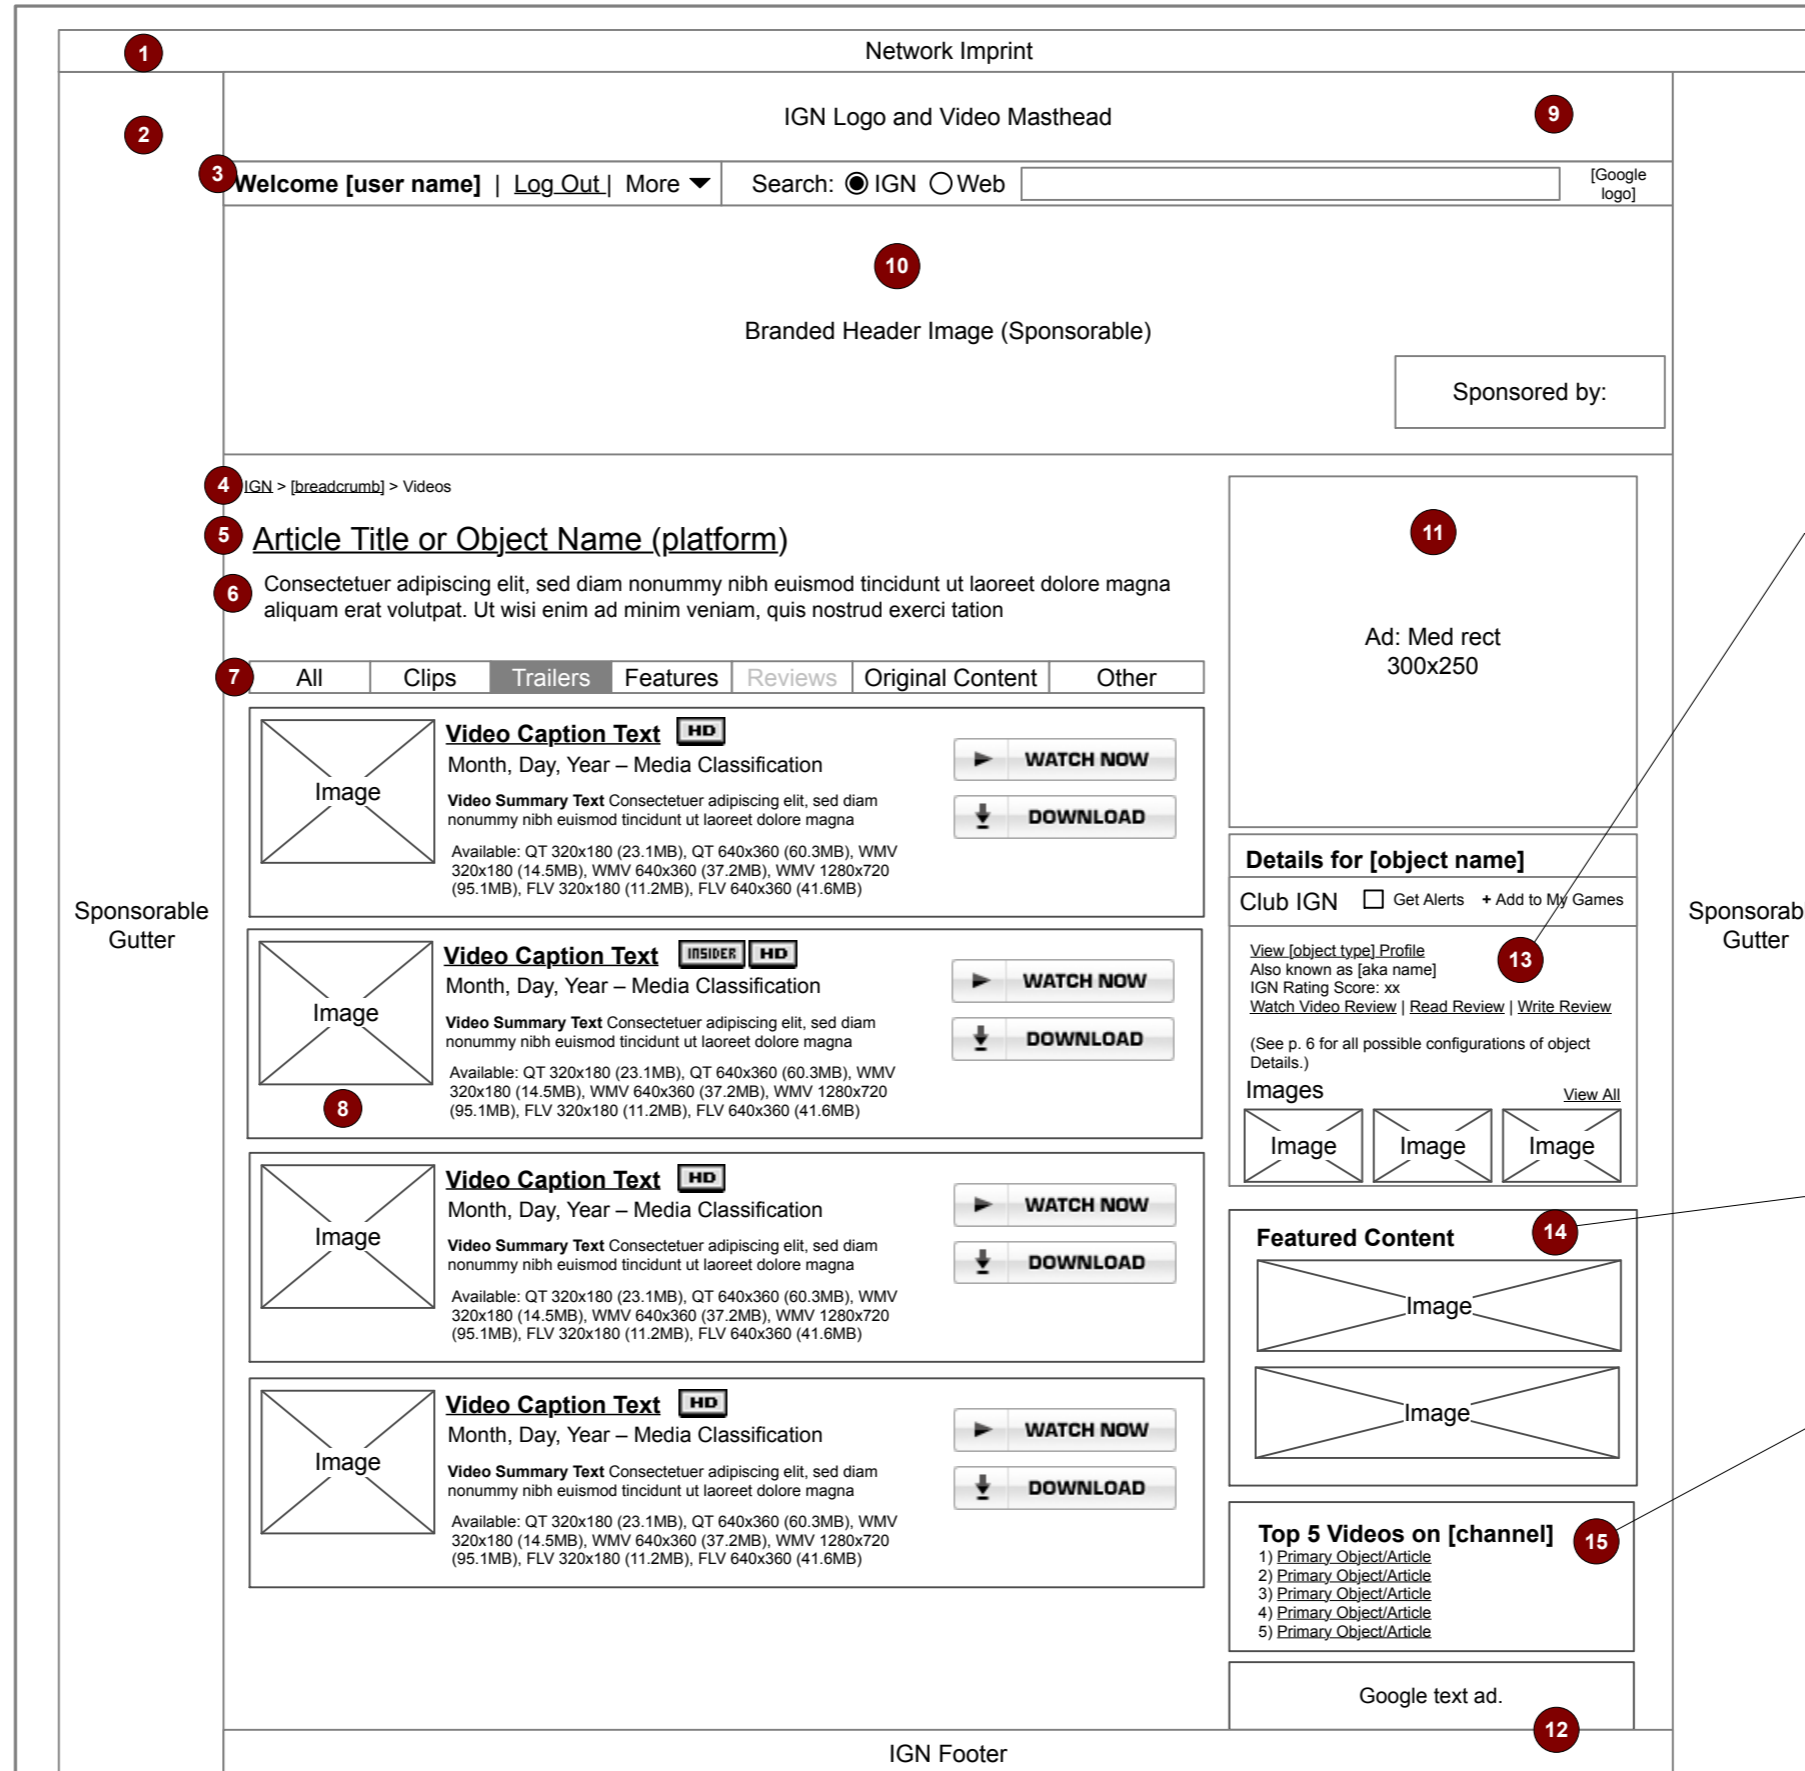 1
Network Imprint
2
IGN Logo and Video Masthead
9
3
Welcome [user name] | Log Out | More
Search: IGN Web
[Google
logo]
10
Branded Header Image (Sponsorable)
Sponsored by:
4
IGN > [breadcrumb] > Videos
5
Article Title or Object Name (platform)
6
Consectetuer adipiscing elit, sed diam nonummy nibh euismod tincidunt ut laoreet dolore magna
aliquam erat volutpat. Ut wisi enim ad minim veniam, quis nostrud exerci tation
7
All Clips Trailers Features Reviews Original Content Other
Image
Video Caption Text HD
Month, Day, Year – Media Classification
Video Summary Text Consectetuer adipiscing elit, sed diam
nonummy nibh euismod tincidunt ut laoreet dolore magna
Available: QT 320x180 (23.1MB), QT 640x360 (60.3MB), WMV
320x180 (14.5MB), WMV 640x360 (37.2MB), WMV 1280x720
(95.1MB), FLV 320x180 (11.2MB), FLV 640x360 (41.6MB)
WATCH NOW
DOWNLOAD
Image
8
Video Caption Text INSIDER HD
Month, Day, Year – Media Classification
Video Summary Text Consectetuer adipiscing elit, sed diam
nonummy nibh euismod tincidunt ut laoreet dolore magna
Available: QT 320x180 (23.1MB), QT 640x360 (60.3MB), WMV
320x180 (14.5MB), WMV 640x360 (37.2MB), WMV 1280x720
(95.1MB), FLV 320x180 (11.2MB), FLV 640x360 (41.6MB)
WATCH NOW
DOWNLOAD
Image
Video Caption Text HD
Month, Day, Year – Media Classification
Video Summary Text Consectetuer adipiscing elit, sed diam
nonummy nibh euismod tincidunt ut laoreet dolore magna
Available: QT 320x180 (23.1MB), QT 640x360 (60.3MB), WMV
320x180 (14.5MB), WMV 640x360 (37.2MB), WMV 1280x720
(95.1MB), FLV 320x180 (11.2MB), FLV 640x360 (41.6MB)
WATCH NOW
DOWNLOAD
Image
Video Caption Text HD
Month, Day, Year – Media Classification
Video Summary Text Consectetuer adipiscing elit, sed diam
nonummy nibh euismod tincidunt ut laoreet dolore magna
Available: QT 320x180 (23.1MB), QT 640x360 (60.3MB), WMV
320x180 (14.5MB), WMV 640x360 (37.2MB), WMV 1280x720
(95.1MB), FLV 320x180 (11.2MB), FLV 640x360 (41.6MB)
WATCH NOW
DOWNLOAD
Sponsorable
Gutter
11
Ad: Med rect
300x250
Details for [object name]
Club IGN Get Alerts + Add to My Games
13
View [object type] Profile
Also known as [aka name]
IGN Rating Score: xx
Watch Video Review | Read Review | Write Review
(See p. 6 for all possible configurations of object
Details.)
Images View All
Image Image Image
14
Featured Content
Image
Image
15
Top 5 Videos on [channel]
1) Primary Object/Article
2) Primary Object/Article
3) Primary Object/Article
4) Primary Object/Article
5) Primary Object/Article
Google text ad.
12
Sponsorab
Gutter
IGN Footer